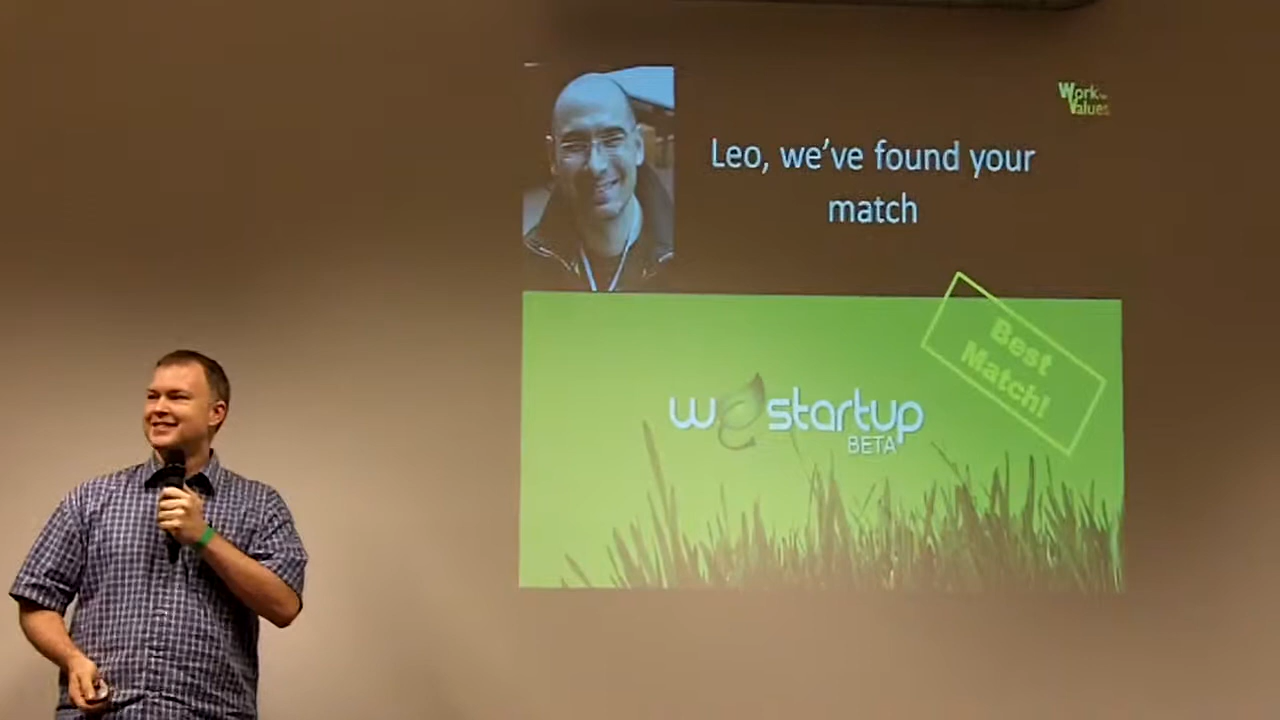 Work
Values
Leo, we've found your
match
Best
Match!
westartup
BETA